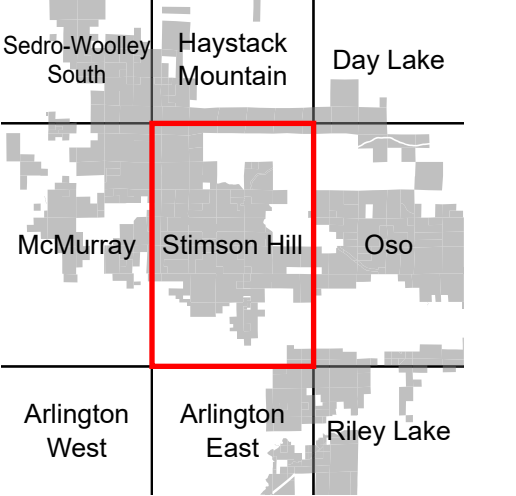 Sedro-Woolley
South
Haystack
Mountain
Day Lake
McMurray
Stimson Hill
Oso
Arlington
West
Arlington
East
Riley Lake